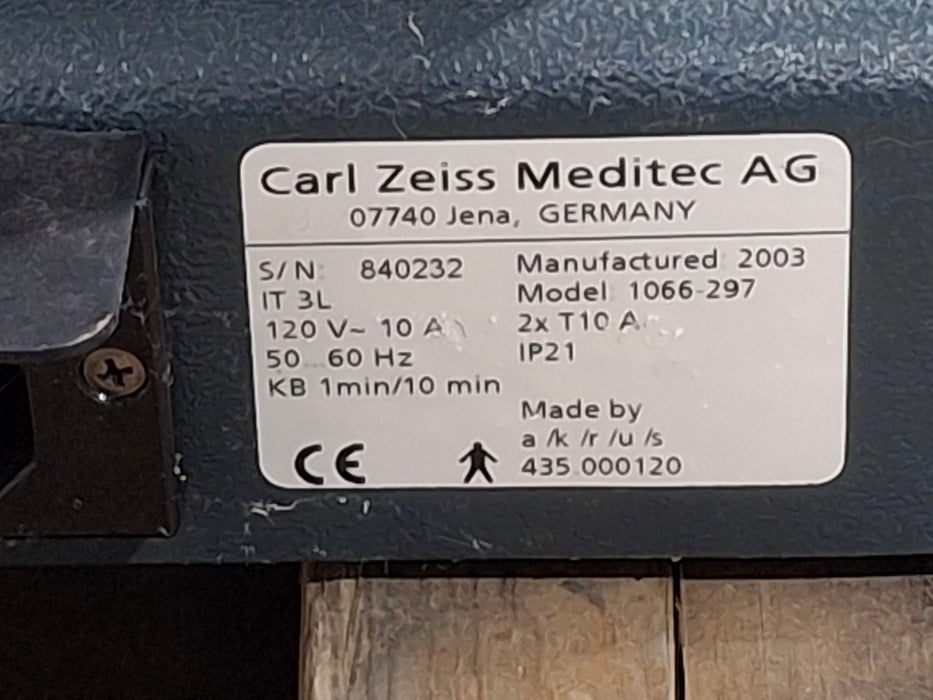 Carl Zeiss Meditec AG
07740 Jena, GERMANY
S/N: 840232
IT 3L
120 V~ 10 A
50...60 Hz
KB 1min/10 min
CE
Manufactured 2003
Model 1066-297
2x T10 A
IP21
Made by
a /k /r /u /s
435 000120